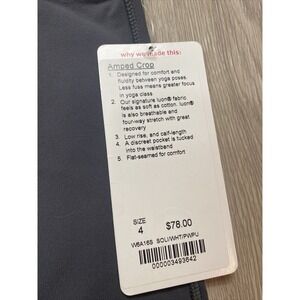 why we made this:
Amped Crop
1. Designed for comfort and
fluidity between yoga poses.
Less fuss means greater focus
in yoga class
2. Our signature luon® fabric
feels as soft as cotton. luon®
is also breathable and
four-way stretch with great
recovery
3. Low rise, and calf-length
4. A discreet pocket is tucked
into the waistband
5. Flat-seamed for comfort
SIZE
4
$78.00
W6A16S SOLI/WHT/PWPU
000003493642